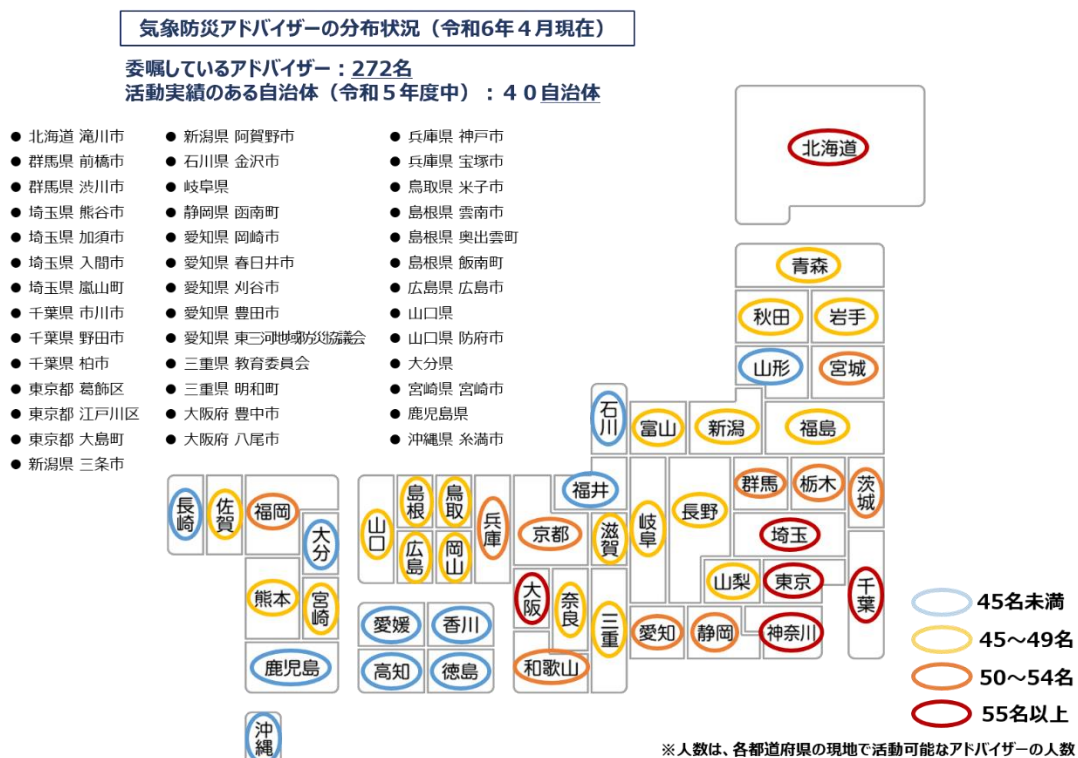 気象防災アドバイザーの分布状況（令和6年４月現在）
委嘱しているアドバイザー：272名
活動実績のある自治体（令和５年度中）：４０自治体
● 北海道 滝川市
● 群馬県 前橋市
● 群馬県 渋川市
● 埼玉県 熊谷市
● 埼玉県 加須市
● 埼玉県 入間市
● 埼玉県 嵐山町
● 千葉県 市川市
● 千葉県 野田市
● 千葉県 柏市
● 東京都 葛飾区
● 東京都 江戸川区
● 東京都 大島町
● 新潟県 三条市
● 新潟県 阿賀野市
● 石川県 金沢市
● 岐阜県
● 静岡県 函南町
● 愛知県 岡崎市
● 愛知県 春日井市
● 愛知県 刈谷市
● 愛知県 豊田市
● 愛知県 東三河地域防災協議会
● 三重県 教育委員会
● 三重県 明和町
● 大阪府 豊中市
● 大阪府 八尾市
● 兵庫県 神戸市
● 兵庫県 宝塚市
● 鳥取県 米子市
● 島根県 雲南市
● 島根県 奥出雲町
● 島根県 飯南町
● 広島県 広島市
● 山口県
● 山口県 防府市
● 大分県
● 宮崎県 宮崎市
● 鹿児島県
● 沖縄県 糸満市
北海道
青森
秋田
岩手
山形
宮城
石川
富山
新潟
福島
福井
群馬
栃木
茨城
長崎
佐賀
福岡
大分
山口
島根
鳥取
兵庫
京都
滋賀
岐阜
長野
埼玉
広島
岡山
熊本
宮崎
大阪
奈良
三重
山梨
東京
千葉
愛媛
香川
愛知
静岡
神奈川
鹿児島
高知
徳島
和歌山
沖縄
45名未満
45～49名
50～54名
55名以上
※人数は、各都道府県の現地で活動可能なアドバイザーの人数